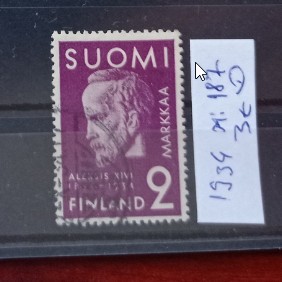 SUOMI
MARKKAA
ALEKSIS KIVI
2
FINLAND
1934 Mi: 187
3€